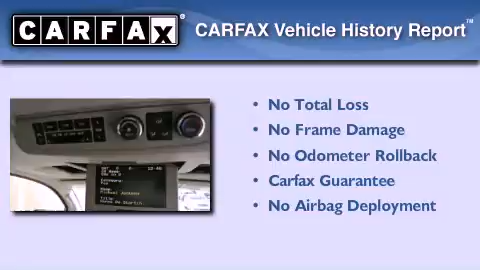 CARFAX® CARFAX Vehicle History Report™
• No Total Loss
• No Frame Damage
• No Odometer Rollback
• Carfax Guarantee
• No Airbag Deployment